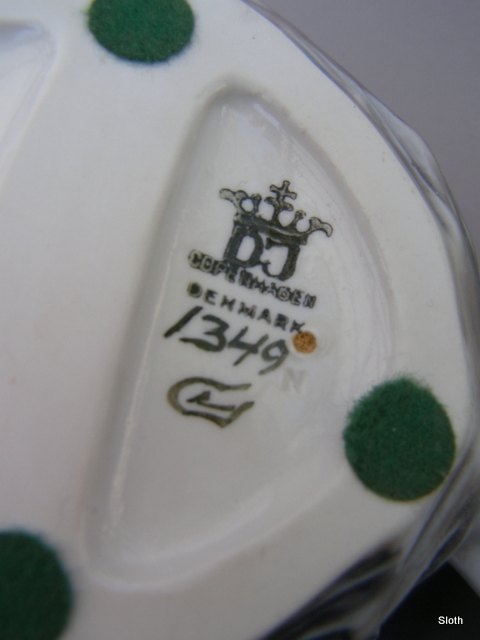 DJ
COPENHAGEN
DENMARK
1349
N
Sloth